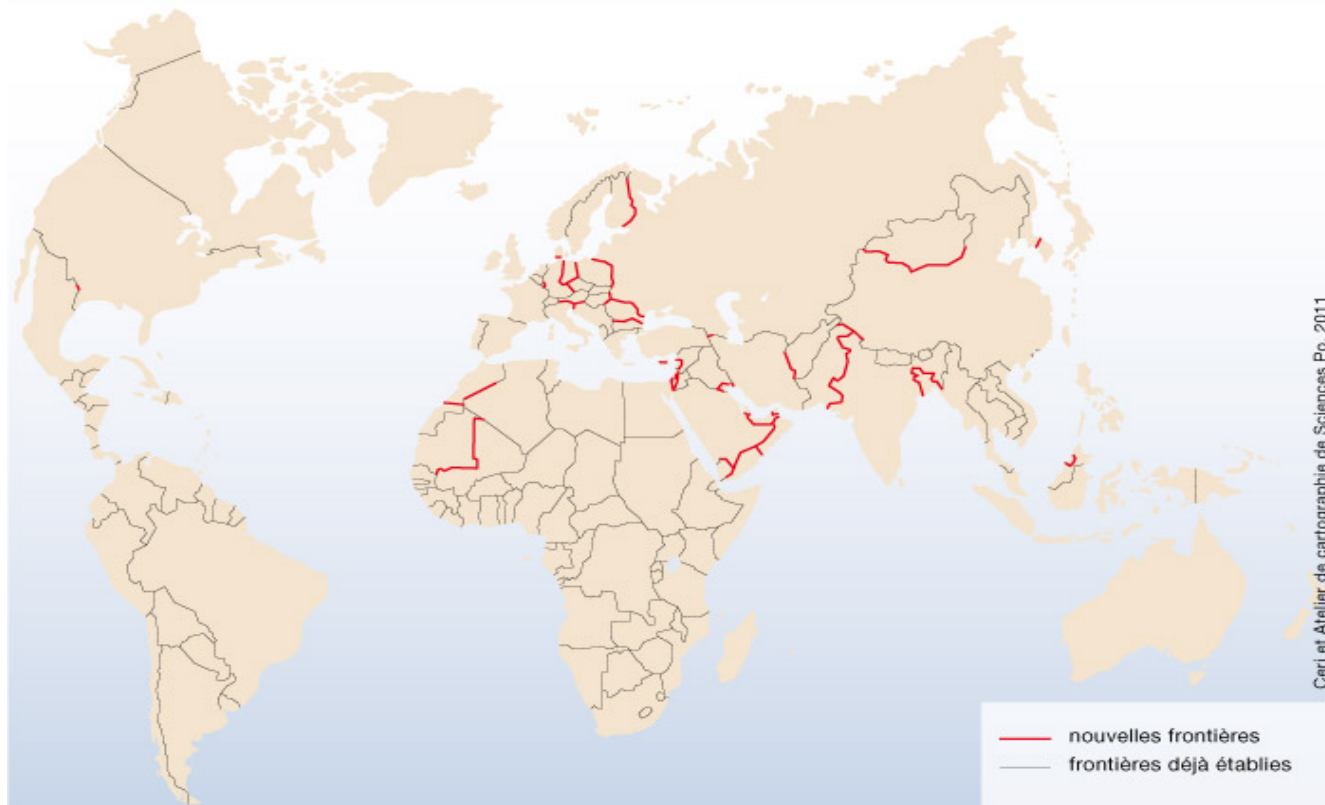 Ceri et Atelier de cartographie de Sciences Po, 2011
nouvelles frontières
frontières déjà établies